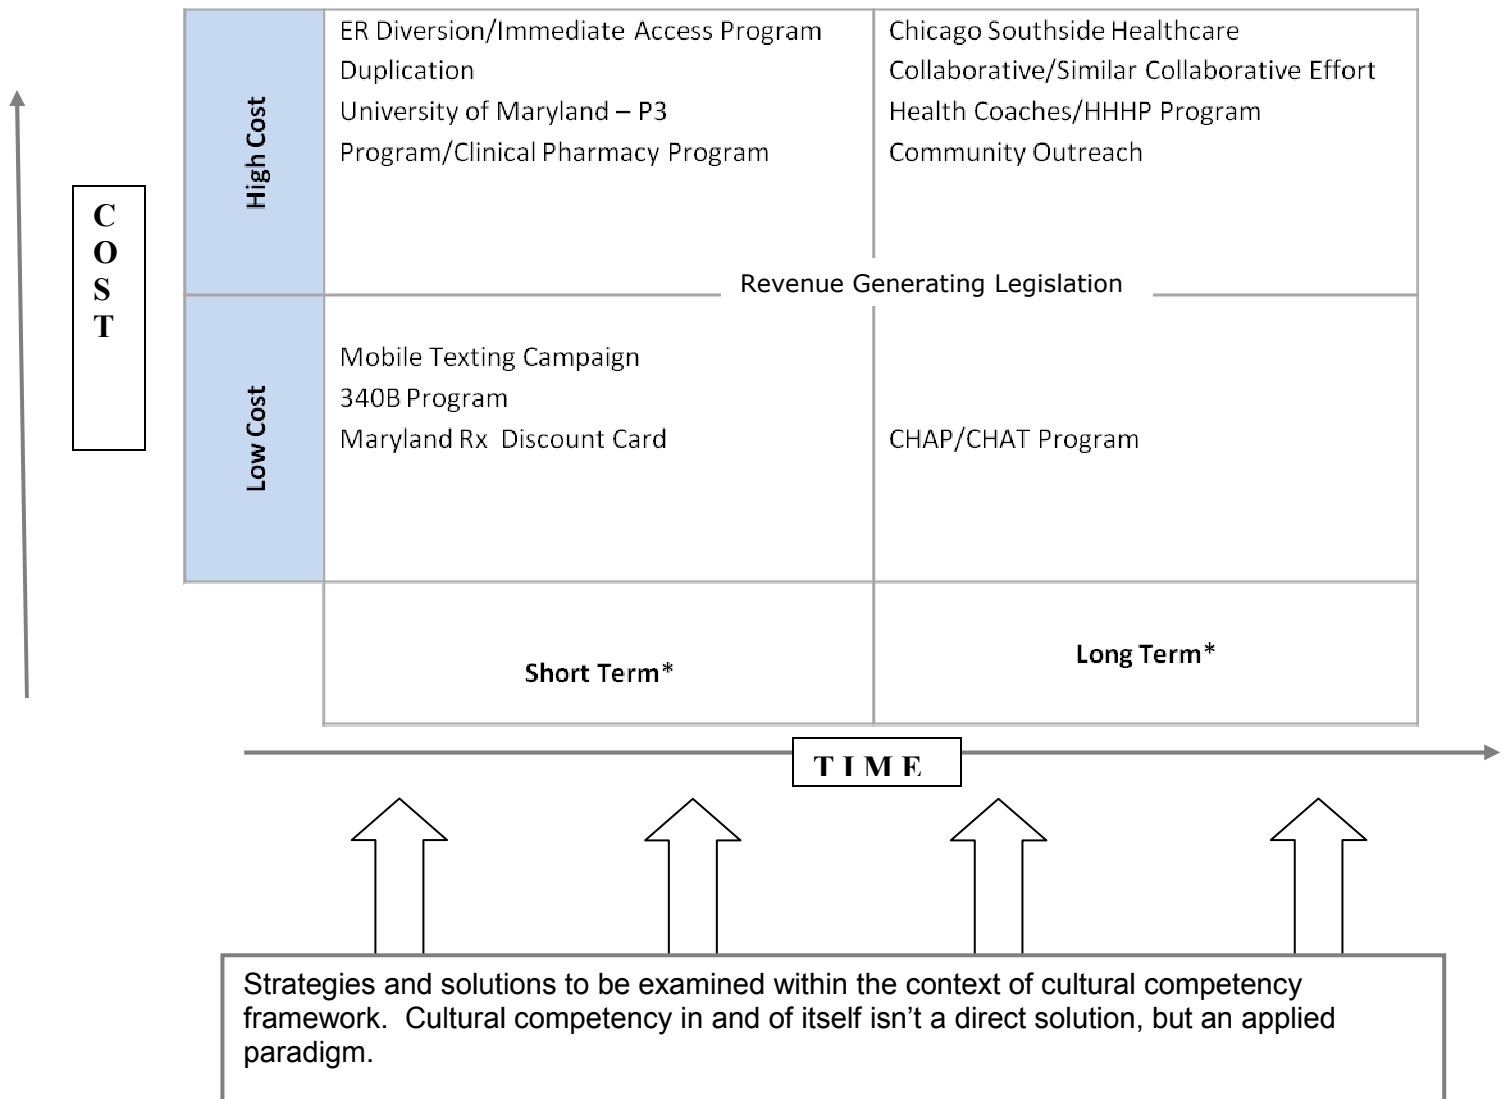 ER Diversion/Immediate Access Program
Duplication
University of Maryland – P3
Program/Clinical Pharmacy Program
Chicago Southside Healthcare
Collaborative/Similar Collaborative Effort
Health Coaches/HHHP Program
Community Outreach
High Cost
C
O
S
T
Revenue Generating Legislation
Mobile Texting Campaign
340B Program
Maryland Rx Discount Card
CHAP/CHAT Program
Low Cost
Short Term*
Long Term*
T I M E
Strategies and solutions to be examined within the context of cultural competency
framework. Cultural competency in and of itself isn’t a direct solution, but an applied
paradigm.